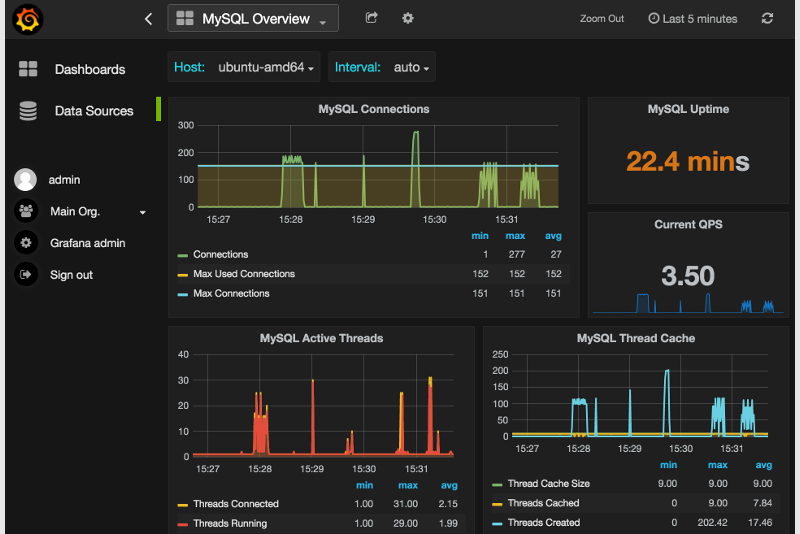 MySQL Overview
Zoom Out
Last 5 minutes
Dashboards
Data Sources
admin
Main Org.
Grafana admin
Sign out
Host: ubuntu-amd64
Interval: auto
MySQL Connections
300
200
100
0
15:27 15:28 15:29 15:30 15:31
min max avg
Connections 1 277 27
Max Used Connections 152 152 152
Max Connections 151 151 151
MySQL Uptime
22.4 mins
Current QPS
3.50
MySQL Active Threads
40
30
20
10
0
15:27 15:28 15:29 15:30 15:31
min max avg
Threads Connected 1.00 31.00 2.15
Threads Running 1.00 29.00 1.99
MySQL Thread Cache
250
200
150
100
50
0
15:27 15:28 15:29 15:30 15:31
min max avg
Thread Cache Size 9.00 9.00 9.00
Threads Cached 0 9.00 7.84
Threads Created 0 202.42 17.46